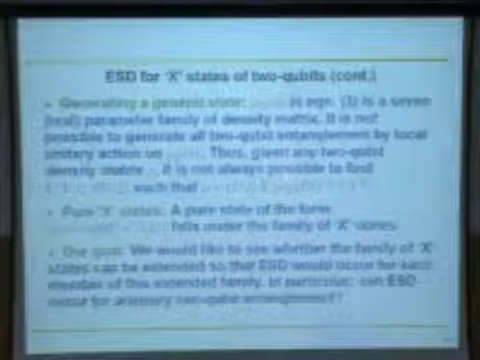 ESD for 'X' states of two-qubits (cont.)
• Generating a general state: in eqn. (3) is a seven
(real) parameter family of density matrix. It is not
possible to generate all two-qubit entanglement by local
unitary action on Thus, given any two-qubit
density matrix it is not always possible to find
such that
• Pure 'X' states: A pure state of the form
falls under the family of 'X' states
• Our goal: We would like to see whether the family of 'X'
states can be extended so that ESD would occur for each
member of this extended family. In particular: can ESD
occur for arbitrary two-qubit entanglement?